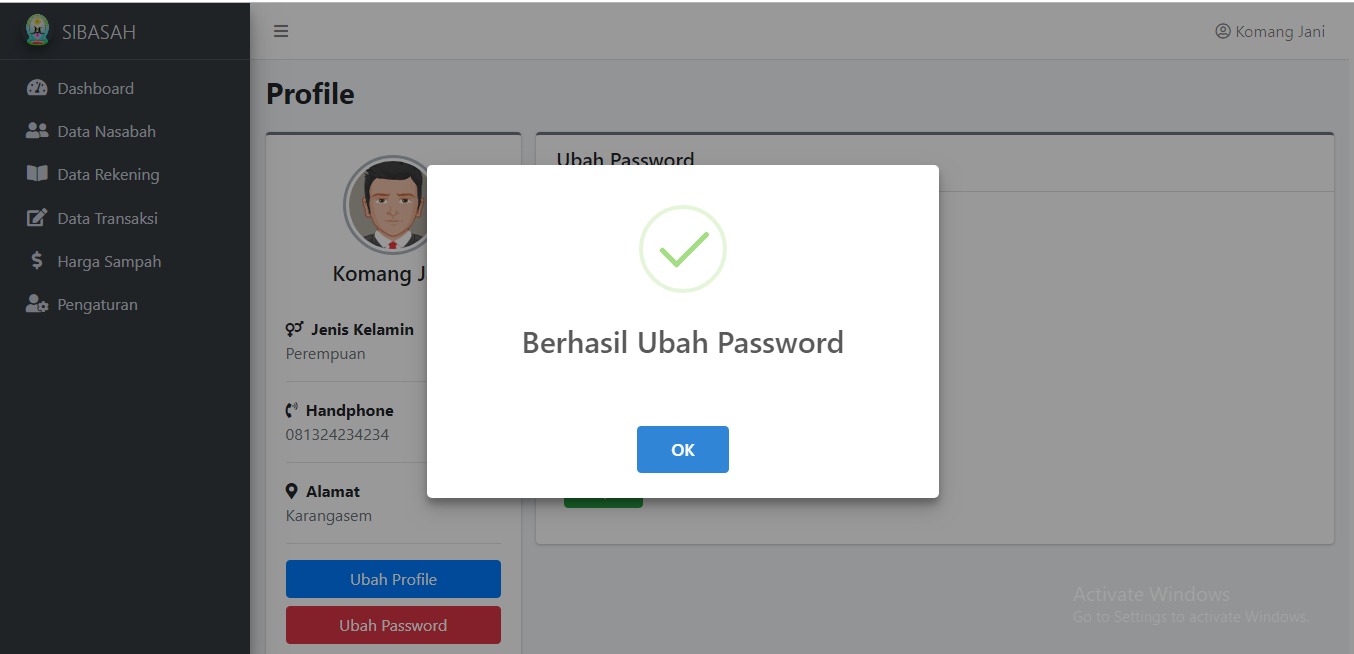 SIBASAH
Komang Jani
Dashboard
Data Nasabah
Data Rekening
Data Transaksi
Harga Sampah
Pengaturan
Profile
Komang J
Jenis Kelamin
Perempuan
Handphone
081324234234
Alamat
Karangasem
Ubah Profile
Ubah Password
Ubah Password
Berhasil Ubah Password
OK
Activate Windows
Go to Settings to activate Windows.